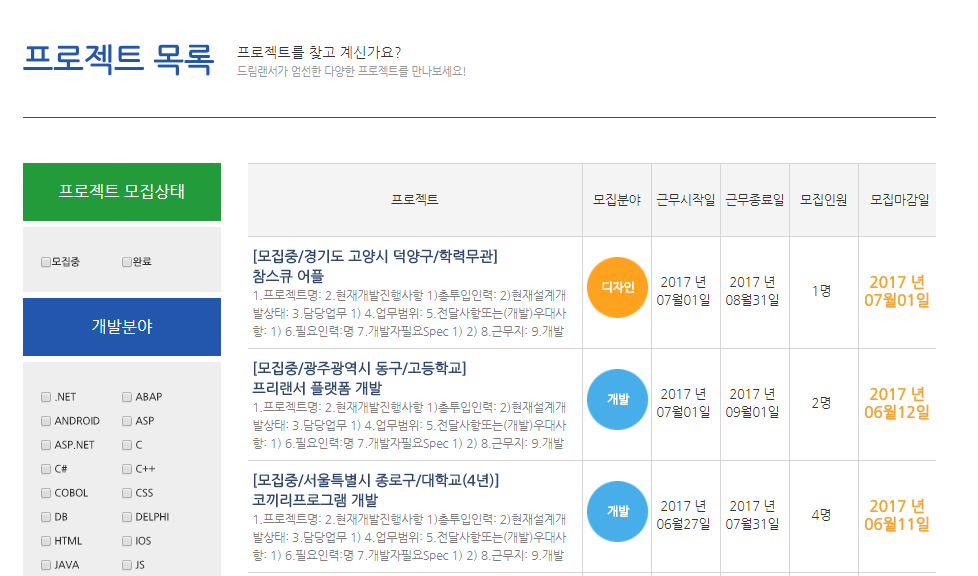 프로젝트 목록
프로젝트를 찾고 계신가요?
드림랜서가 엄선한 다양한 프로젝트를 만나보세요!
프로젝트 모집상태
모집중 완료
개발분야
.NET ABAP
ANDROID ASP
ASP.NET C
C# C++
COBOL CSS
DB DELPHI
HTML IOS
JAVA JS
프로젝트 모집분야 근무시작일 근무종료일 모집인원 모집마감일
[모집중/경기도 고양시 덕양구/학력무관]
참스큐 어플
1.프로젝트명: 2.현재개발진행사항 1)총투입인력: 2)현재설계개
발상태: 3.담당업무 1) 4.업무범위: 5.전달사항또는(개발)우대사
항: 1) 6.필요인력:명 7.개발자필요Spec 1) 2) 8.근무지: 9.개발
디자인
2017 년
07월01일
2017 년
08월31일
1명
2017 년
07월01일
[모집중/광주광역시 동구/고등학교]
프리랜서 플랫폼 개발
1.프로젝트명: 2.현재개발진행사항 1)총투입인력: 2)현재설계개
발상태: 3.담당업무 1) 4.업무범위: 5.전달사항또는(개발)우대사
항: 1) 6.필요인력:명 7.개발자필요Spec 1) 2) 8.근무지: 9.개발
개발
2017 년
07월01일
2017 년
09월01일
2명
2017 년
06월12일
[모집중/서울특별시 종로구/대학교(4년)]
코끼리프로그램 개발
1.프로젝트명: 2.현재개발진행사항 1)총투입인력: 2)현재설계개
발상태: 3.담당업무 1) 4.업무범위: 5.전달사항또는(개발)우대사
항: 1) 6.필요인력:명 7.개발자필요Spec 1) 2) 8.근무지: 9.개발
개발
2017 년
06월27일
2017 년
07월31일
4명
2017 년
06월11일